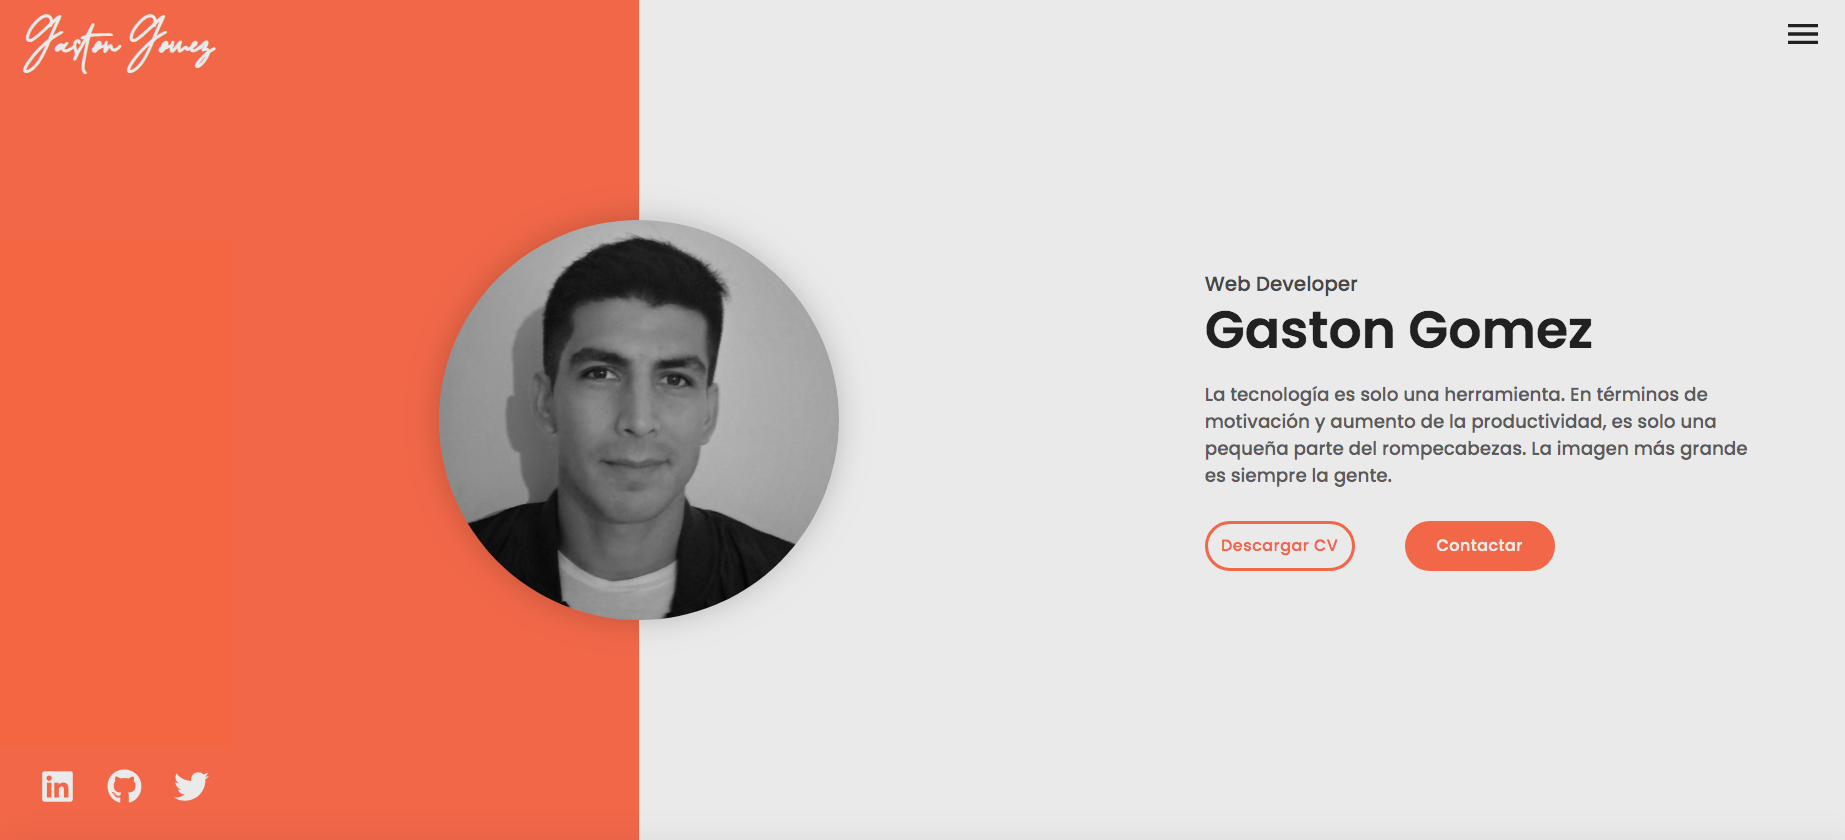 Gaston Gomez
Web Developer
Gaston Gomez
La tecnología es solo una herramienta. En términos de
motivación y aumento de la productividad, es solo una
pequeña parte del rompecabezas. La imagen más grande
es siempre la gente.
Descargar CV
Contactar
in